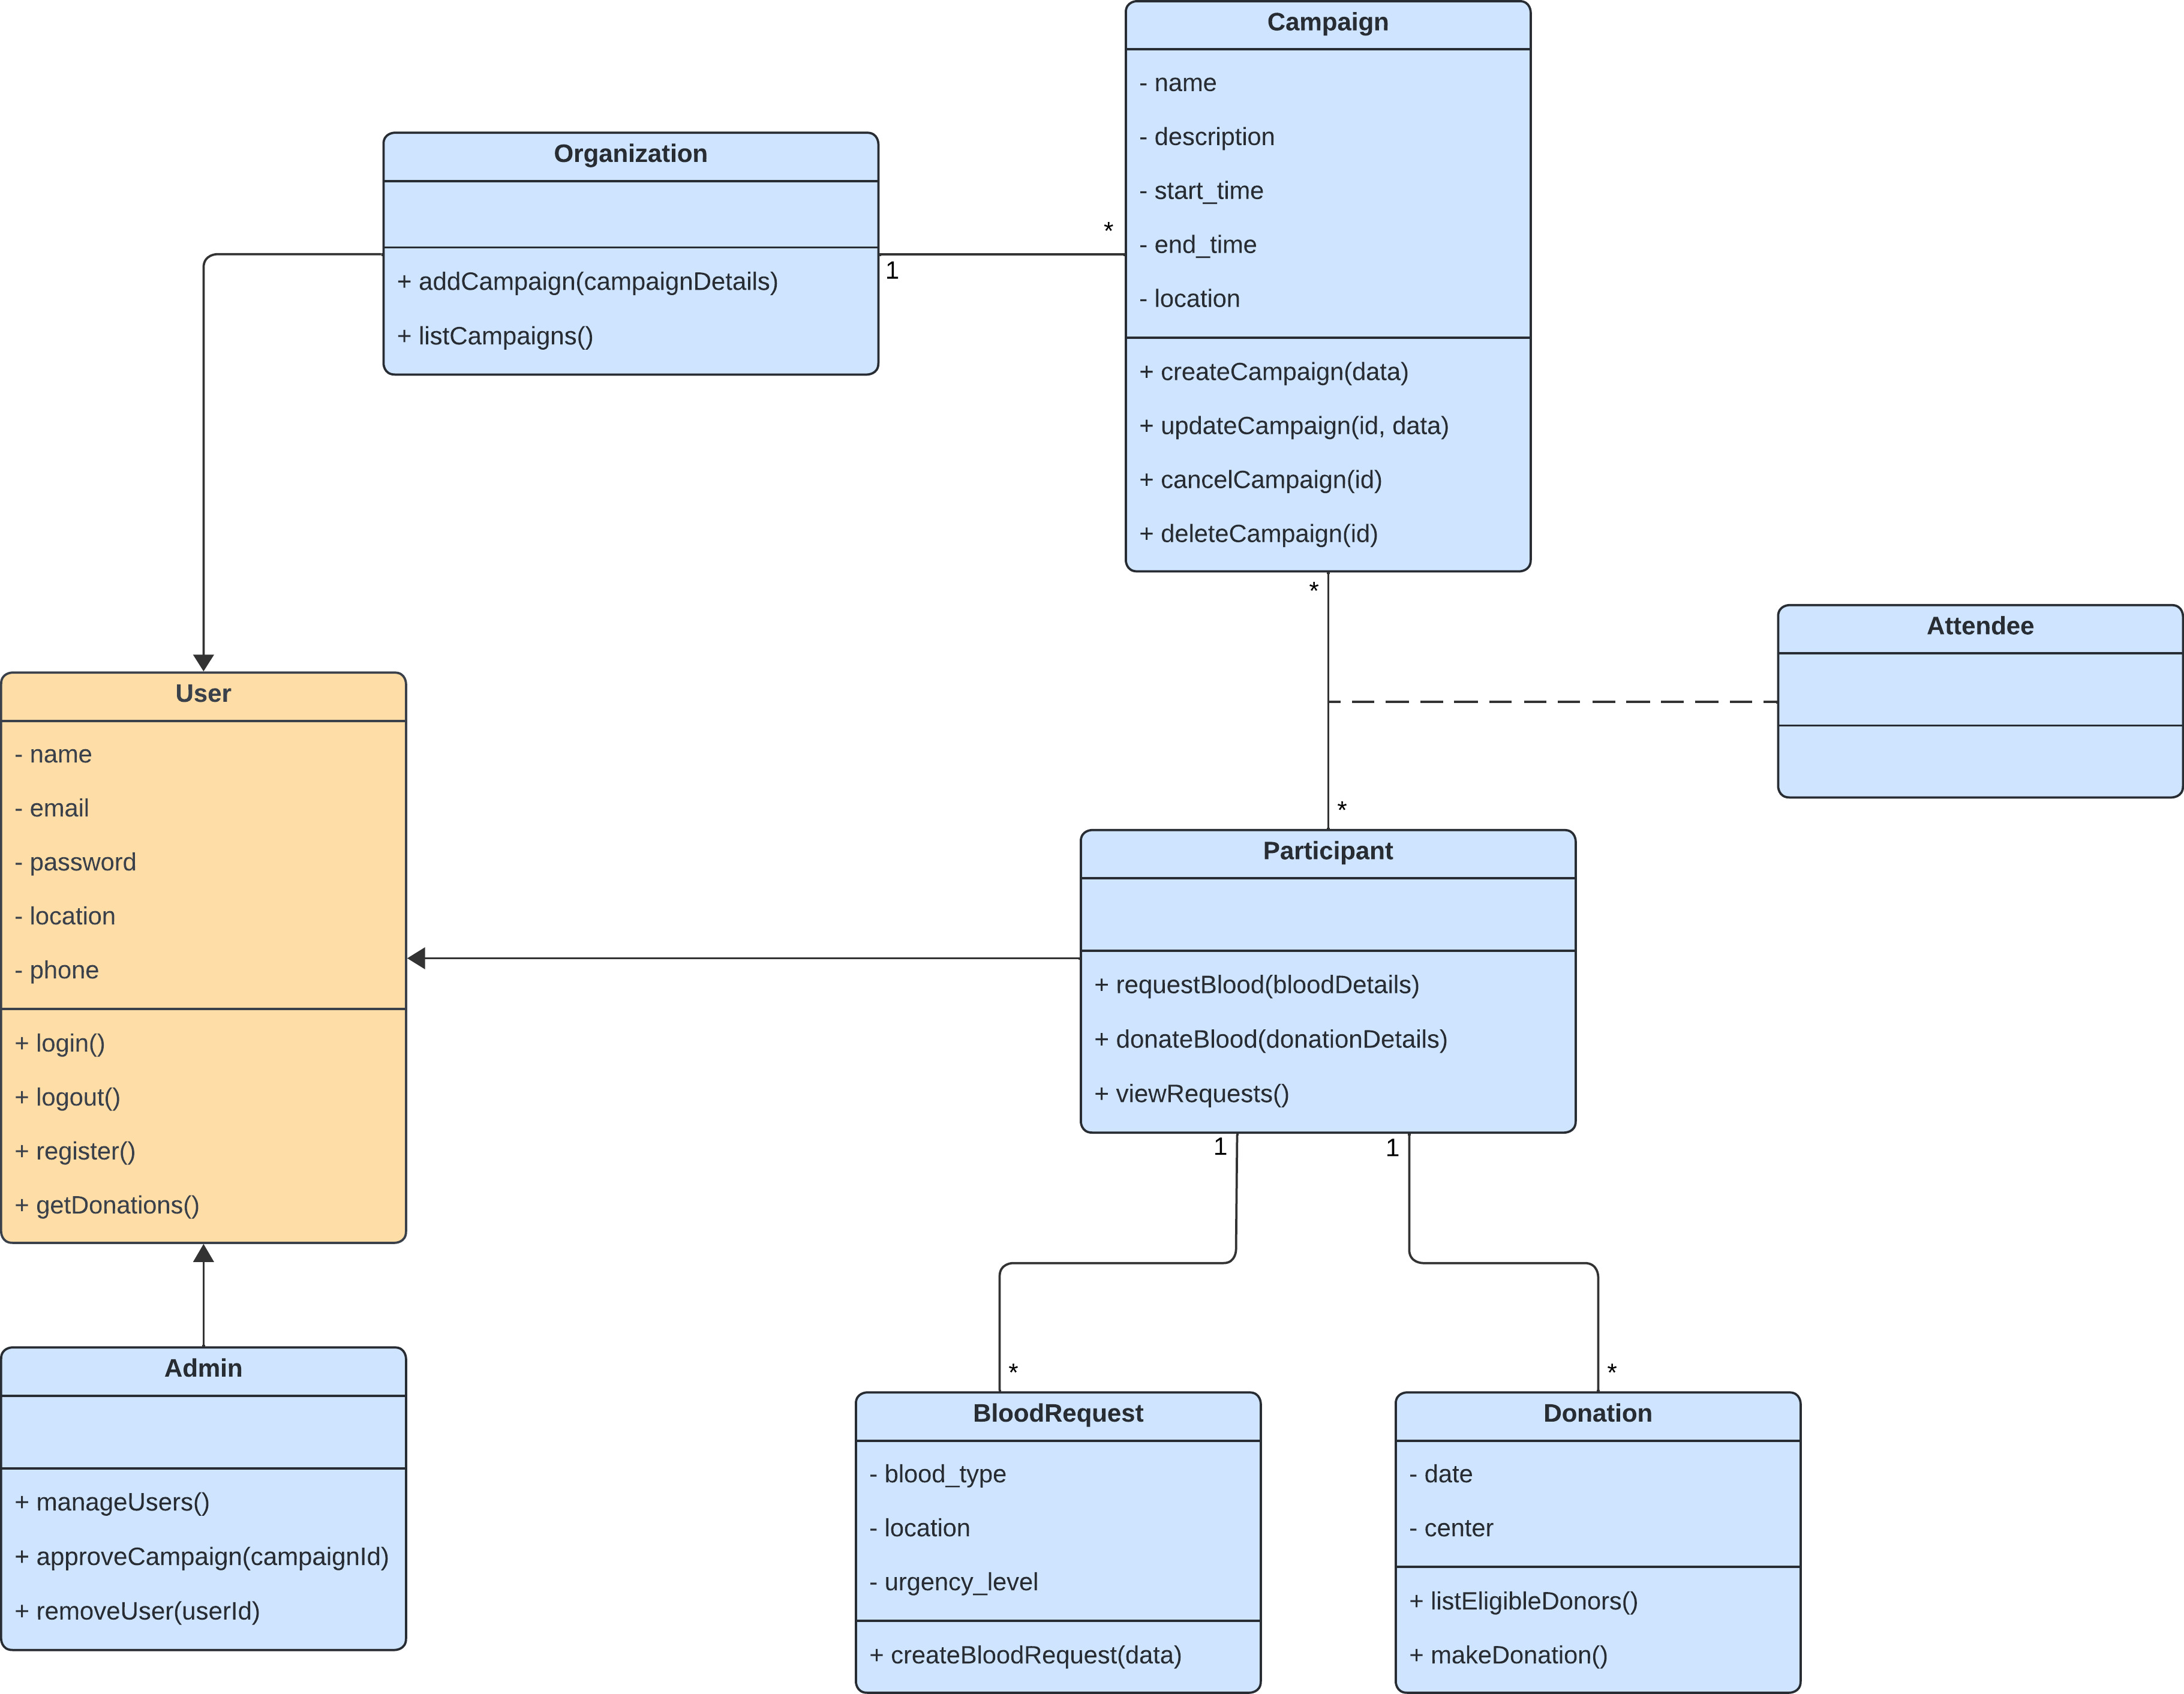 Campaign
- name
- description
- start_time
- end_time
- location
+ createCampaign(data)
+ updateCampaign(id, data)
+ cancelCampaign(id)
+ deleteCampaign(id)
Organization
+ addCampaign(campaignDetails)
+ listCampaigns()
*
1
*
*
Attendee
User
- name
- email
- password
- location
- phone
+ login()
+ logout()
+ register()
+ getDonations()
Participant
+ requestBlood(bloodDetails)
+ donateBlood(donationDetails)
+ viewRequests()
1
1
*
*
Admin
+ manageUsers()
+ approveCampaign(campaignId)
+ removeUser(userId)
BloodRequest
- blood_type
- location
- urgency_level
+ createBloodRequest(data)
Donation
- date
- center
+ listEligibleDonors()
+ makeDonation()